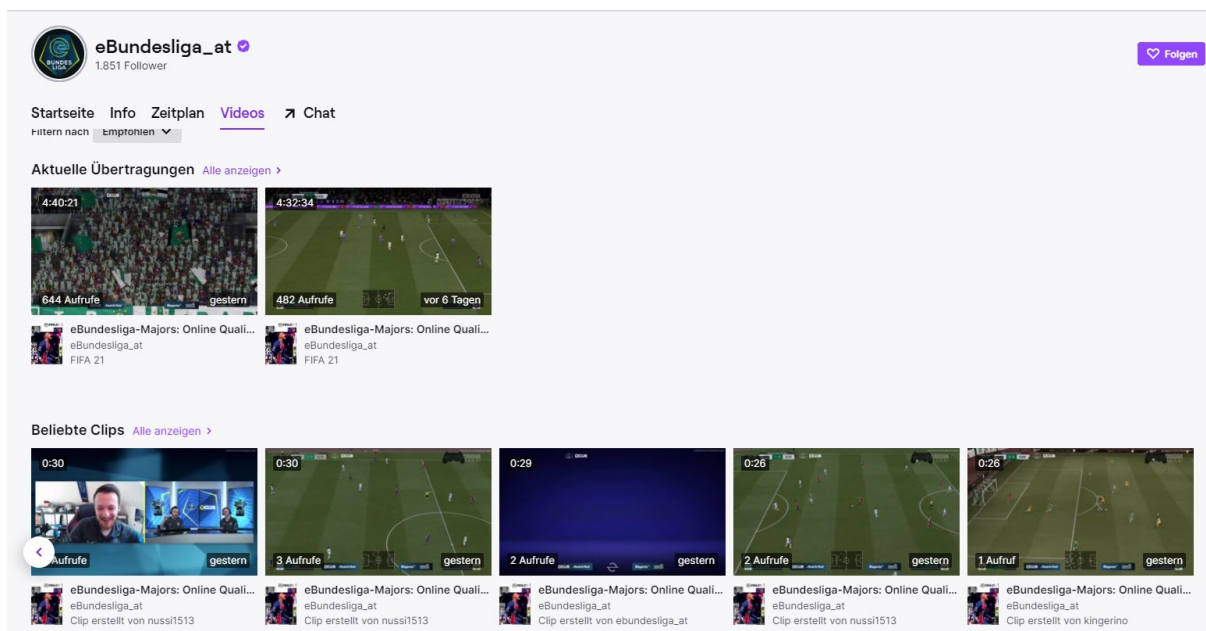 eBundesliga_at
1.851 Follower
Folgen
BUNDES
LIGA
Startseite Info Zeitplan Videos Chat
Filtern nach Empfohlen
Aktuelle Übertragungen Alle anzeigen
4:40:21
644 Aufrufe gestern
4:32:34
482 Aufrufe vor 6 Tagen
eBundesliga-Majors: Online Quali...
eBundesliga_at
FIFA 21
eBundesliga-Majors: Online Quali...
eBundesliga_at
FIFA 21
Beliebte Clips Alle anzeigen
0:30
Aufrufe gestern
0:30
3 Aufrufe gestern
0:29
2 Aufrufe gestern
0:26
2 Aufrufe gestern
0:26
1 Aufruf gestern
eBundesliga-Majors: Online Quali...
eBundesliga_at
Clip erstellt von nussi1513
eBundesliga-Majors: Online Quali...
eBundesliga_at
Clip erstellt von nussi1513
eBundesliga-Majors: Online Quali...
eBundesliga_at
Clip erstellt von ebundesliga_at
eBundesliga-Majors: Online Quali...
eBundesliga_at
Clip erstellt von nussi1513
eBundesliga-Majors: Online Quali...
eBundesliga_at
Clip erstellt von kingerino